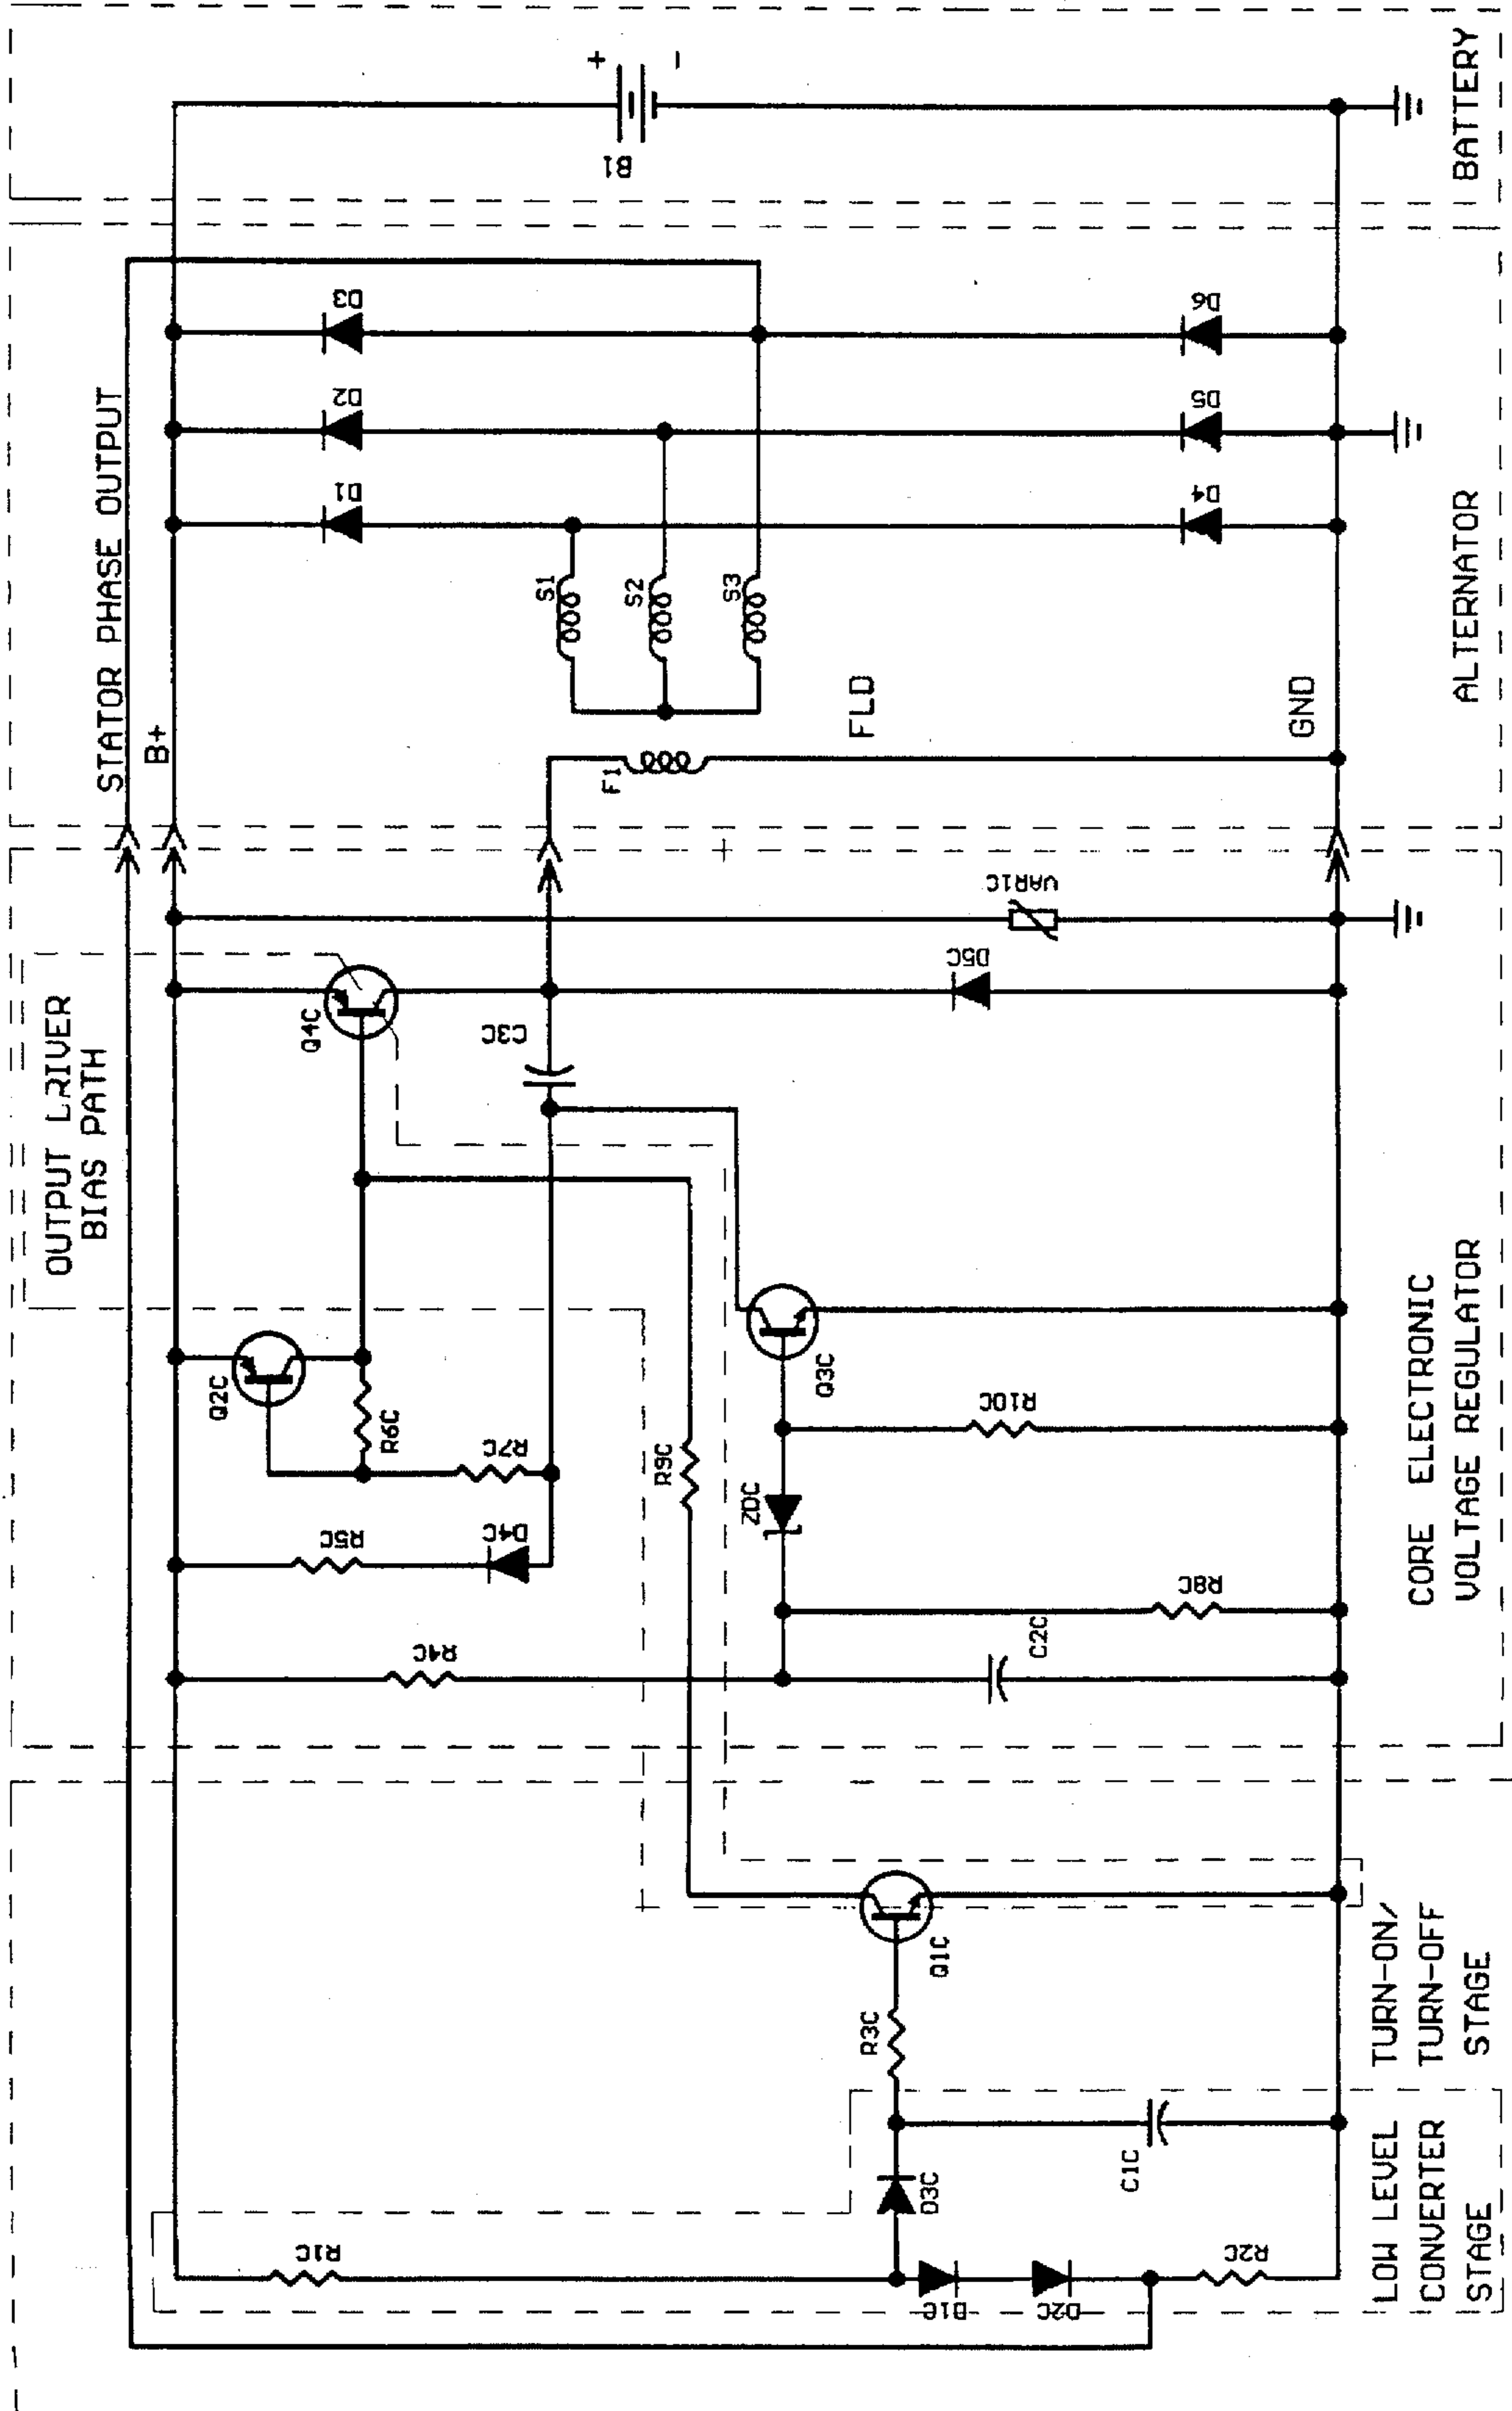 STATOR PHASE OUTPUT
B+
OUTPUT LRIVER
BIAS PATH
B1
+
-
D1
D2
D3
D4
D5
D6
S1
S2
S3
F1
FLD
GND
BATTERY
ALTERNATOR
VAR1C
D5C
Q4C
C3C
Q2C
R6C
R7C
R5C
D4C
R9C
Q3C
R10C
ZDC
R8C
R4C
C2C
CORE ELECTRONIC
VOLTAGE REGULATOR
Q1C
R3C
D3C
C1C
R1C
D1C
D2C
R2C
TURN-ON/
TURN-OFF
STAGE
LOW LEVEL
CONVERTER
STAGE